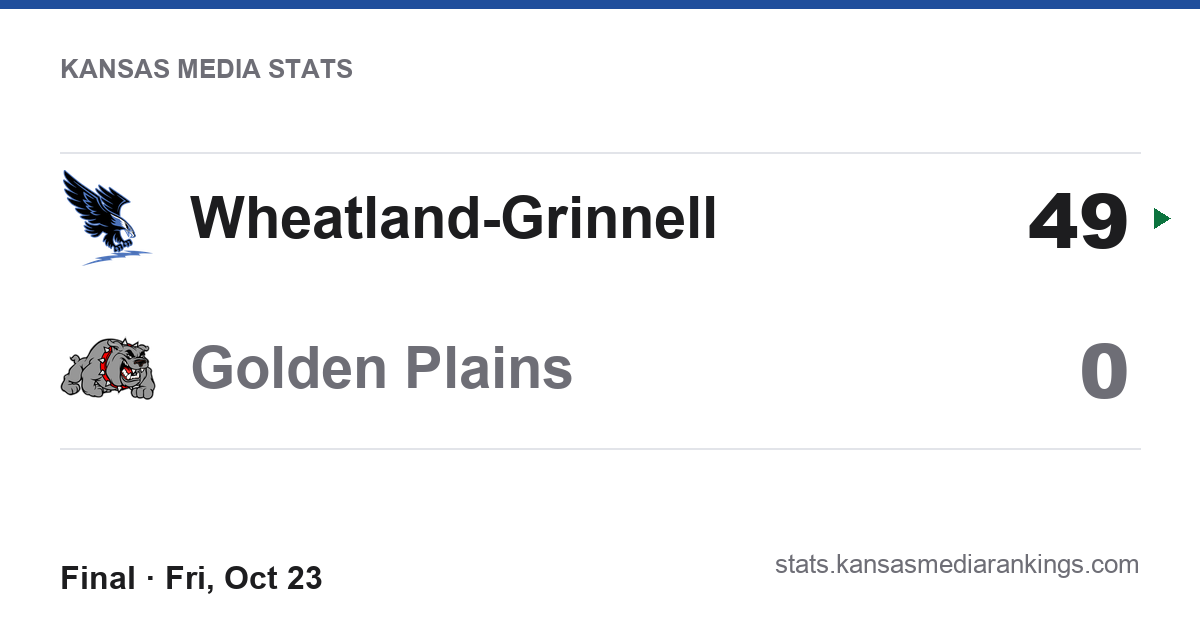 KANSAS MEDIA STATS
Wheatland-Grinnell 49
Golden Plains 0
Final · Fri, Oct 23
stats.kansasmediarankings.com